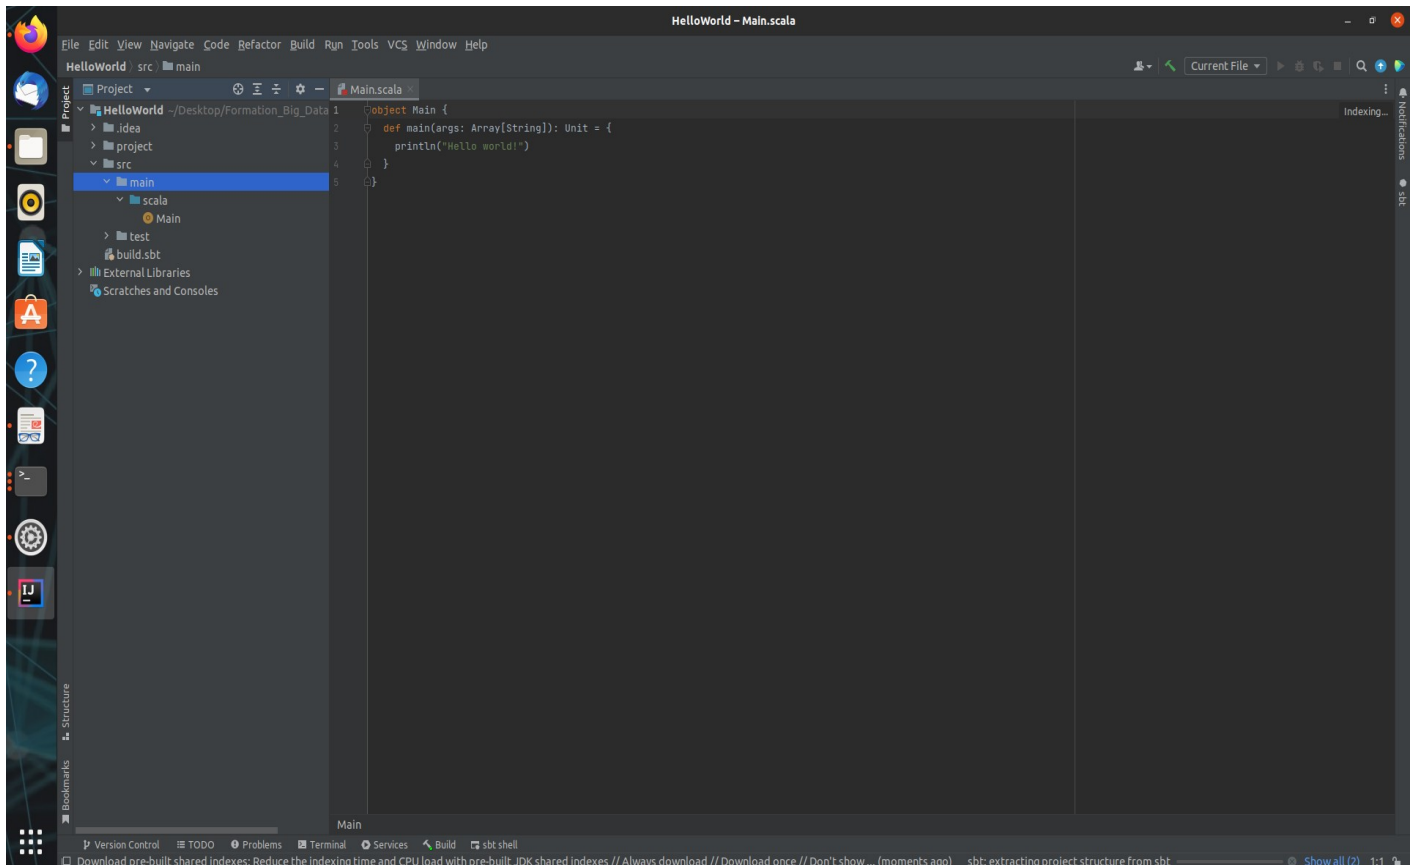 HelloWorld – Main.scala
File Edit View Navigate Code Refactor Build Run Tools VCS Window Help
HelloWorld src main
Current File
Project
Project
Main.scala
HelloWorld ~/Desktop/Formation_Big_Data
.idea
project
src
main
scala
Main
test
build.sbt
External Libraries
Scratches and Consoles
1 object Main {
2 def main(args: Array[String]): Unit = {
3 println("Hello world!")
4 }
5 }
Indexing...
Notifications
sbt
Structure
Bookmarks
Main
Version Control TODO Problems Terminal Services Build sbt shell
Download pre-built shared indexes: Reduce the indexing time and CPU load with pre-built JDK shared indexes // Always download // Download once // Don't show ... (moments ago) sbt: extracting project structure from sbt Show all (2) 1:1